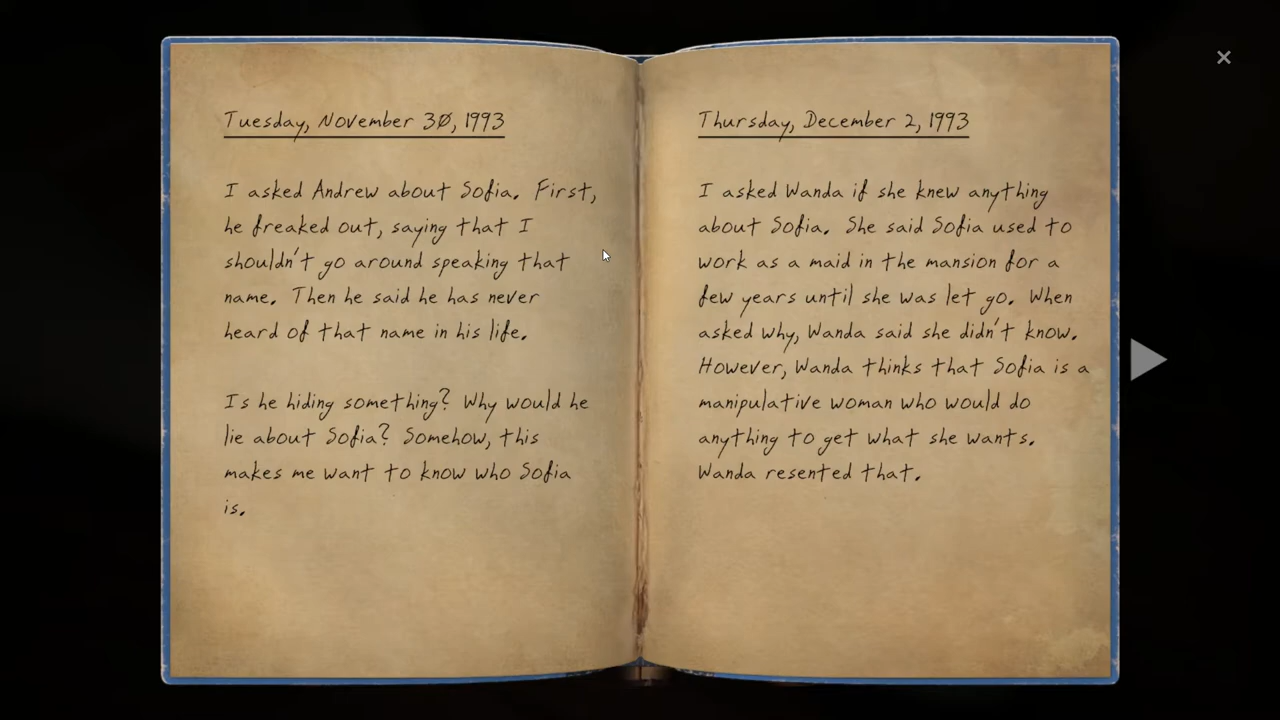 Tuesday, November 30, 1993
I asked Andrew about Sofia. First,
he freaked out, saying that I
shouldn't go around speaking that
name. Then he said he has never
heard of that name in his life.
Is he hiding something? Why would he
lie about Sofia? Somehow, this
makes me want to know who Sofia
is.
Thursday, December 2, 1993
I asked Wanda if she knew anything
about Sofia. She said Sofia used to
work as a maid in the mansion for a
few years until she was let go. When
asked why, Wanda said she didn't know.
However, Wanda thinks that Sofia is a
manipulative woman who would do
anything to get what she wants.
Wanda resented that.